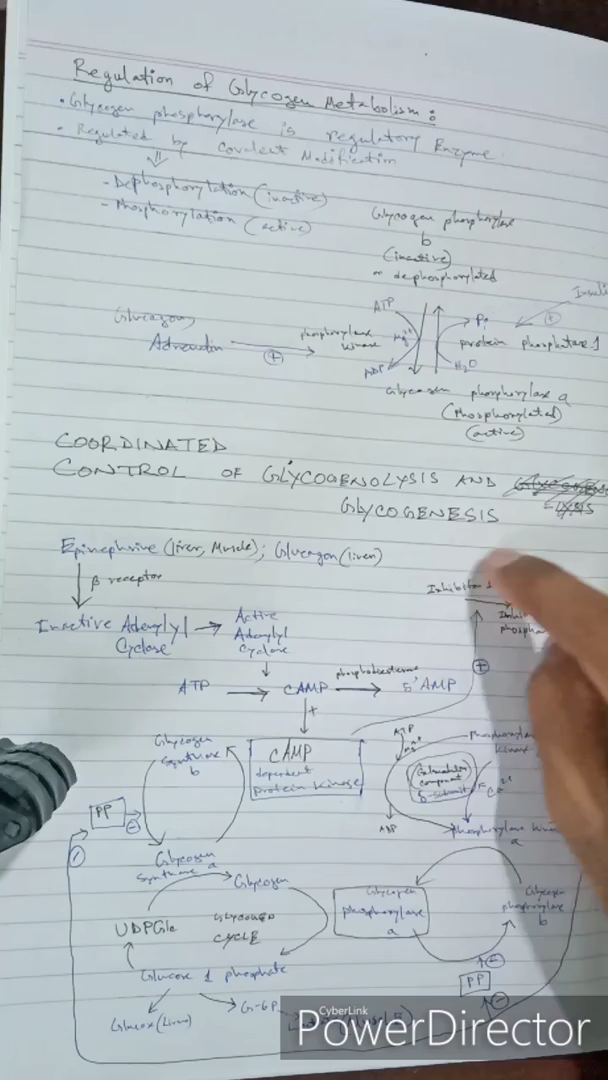 Regulation of Glycogen Metabolism:
• Glycogen phosphorylase is regulatory Enzyme
- Regulated by covalent Modification
- Dephosphorylation (inactive)
- Phosphorylation (active)
Glycogen phosphorylase
b
(inactive)
dephosphorylated
ATP
Insuli
Glucagon,
Adrenalin
+
phosphorylase
kinase
Mg2+
Pi
+
protein phosphatase 1
ADP
H2O
Glycogen phosphorylase a
(Phosphorylated)
(active)
COORDINATED
CONTROL OF GLYCOGENOLYSIS AND
GLYCOGENESIS
Epinephrine (liver, Muscle); Glucagon (liver)
β receptor
Inactive Adenylyl
Cyclase
Active
Adenylyl
Cyclase
ATP
CAMP
phosphodiesterase
5'AMP
+
+
Glycogen
Synthase
b
CAMP
dependent
protein kinase
ATP
component
ADP
PP
Glycogen
Synthase a
Glycogen
UDPGlc
GLYCOGEN
CYCLE
Glycogen
phosphorylase
a
Glycogen
phosphorylase
b
Glucose 1 phosphate
PP
Glucose (Liver)
G-6P
CyberLink
PowerDirector